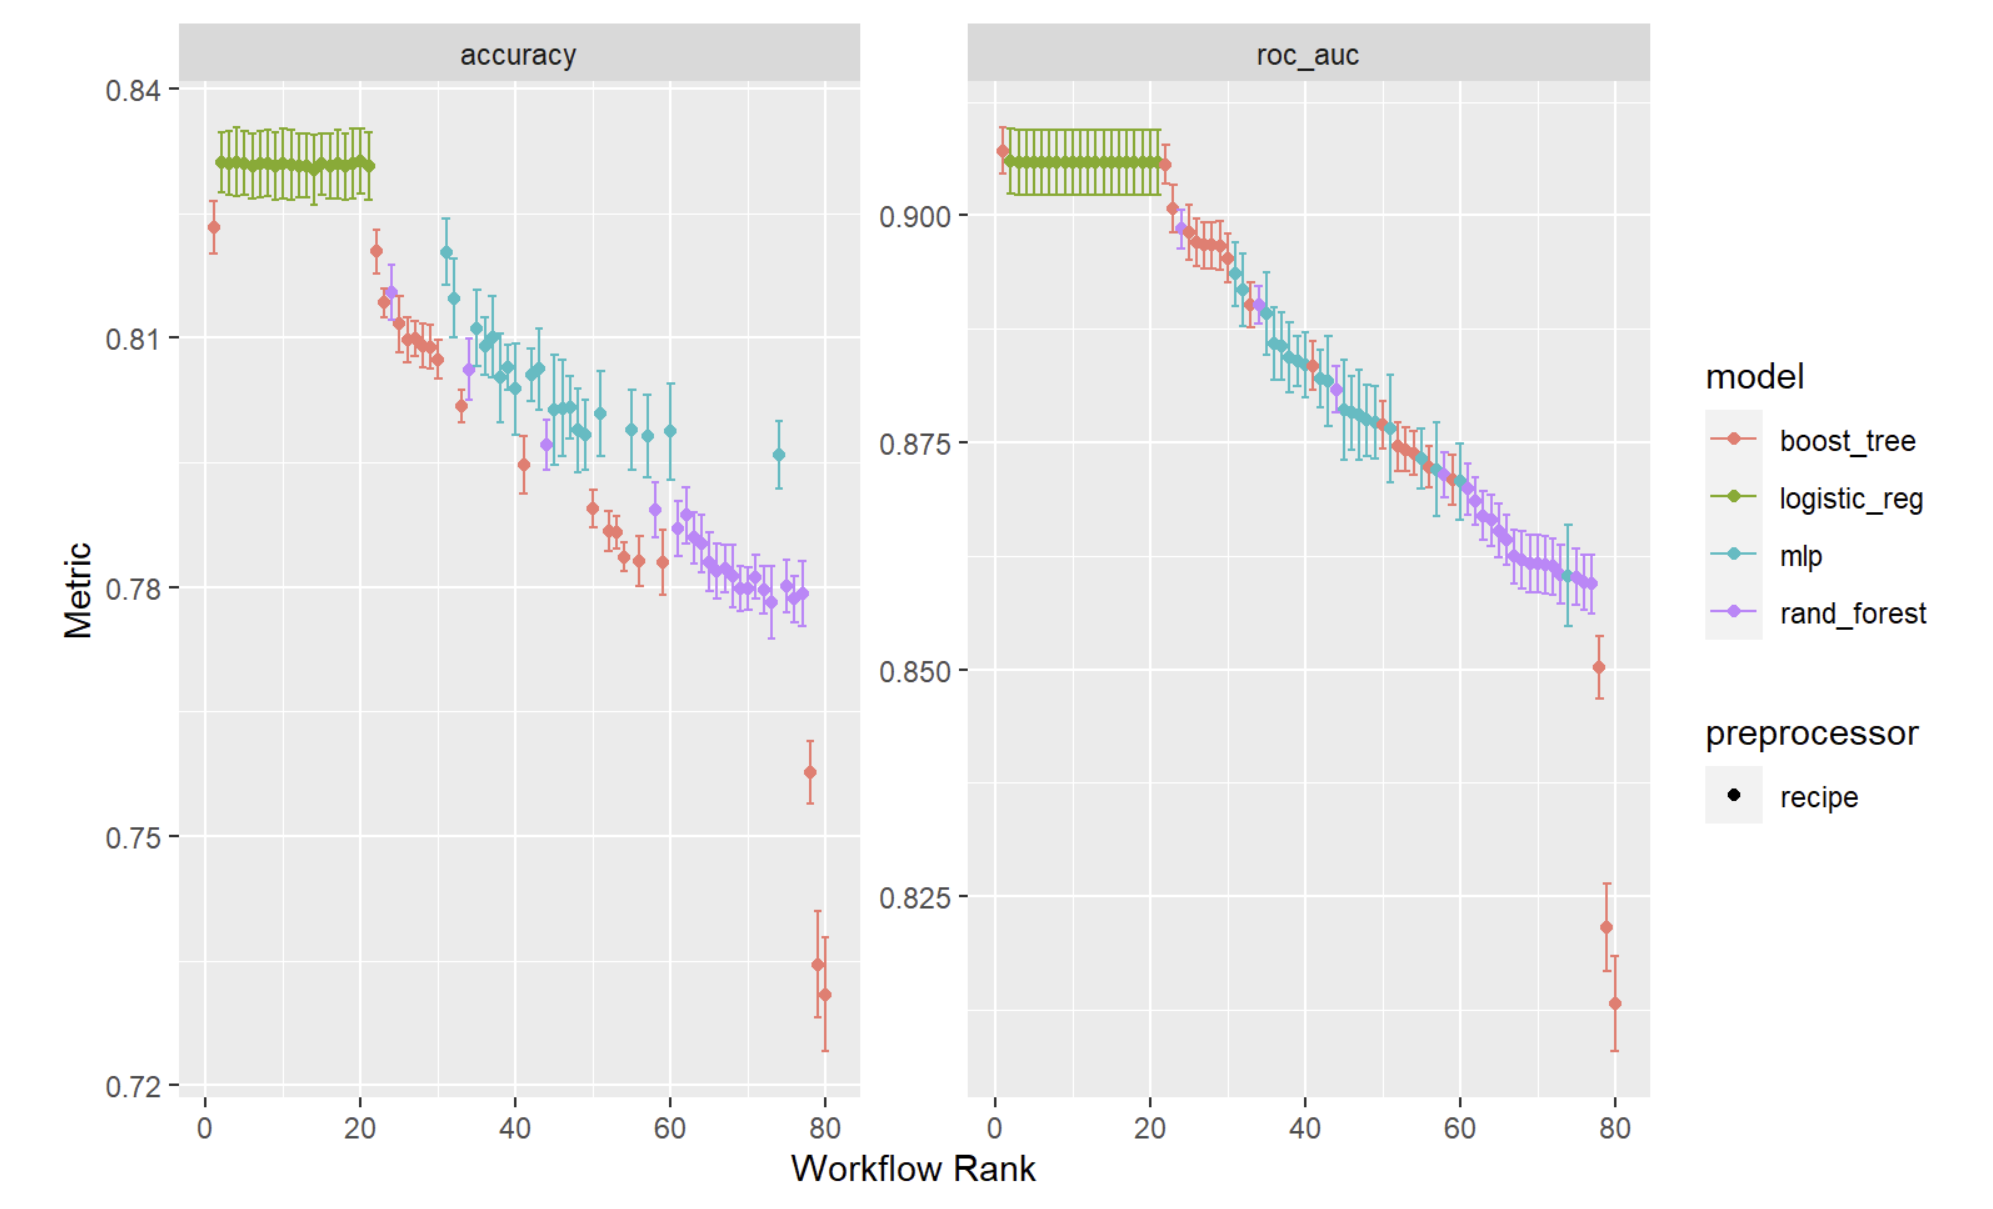 accuracy
roc_auc
0.84
0.81
0.78
0.75
0.72
0.900
0.875
0.850
0.825
Metric
0 20 40 60 80
0 20 40 60 80
Workflow Rank
model
boost_tree
logistic_reg
mlp
rand_forest
preprocessor
recipe